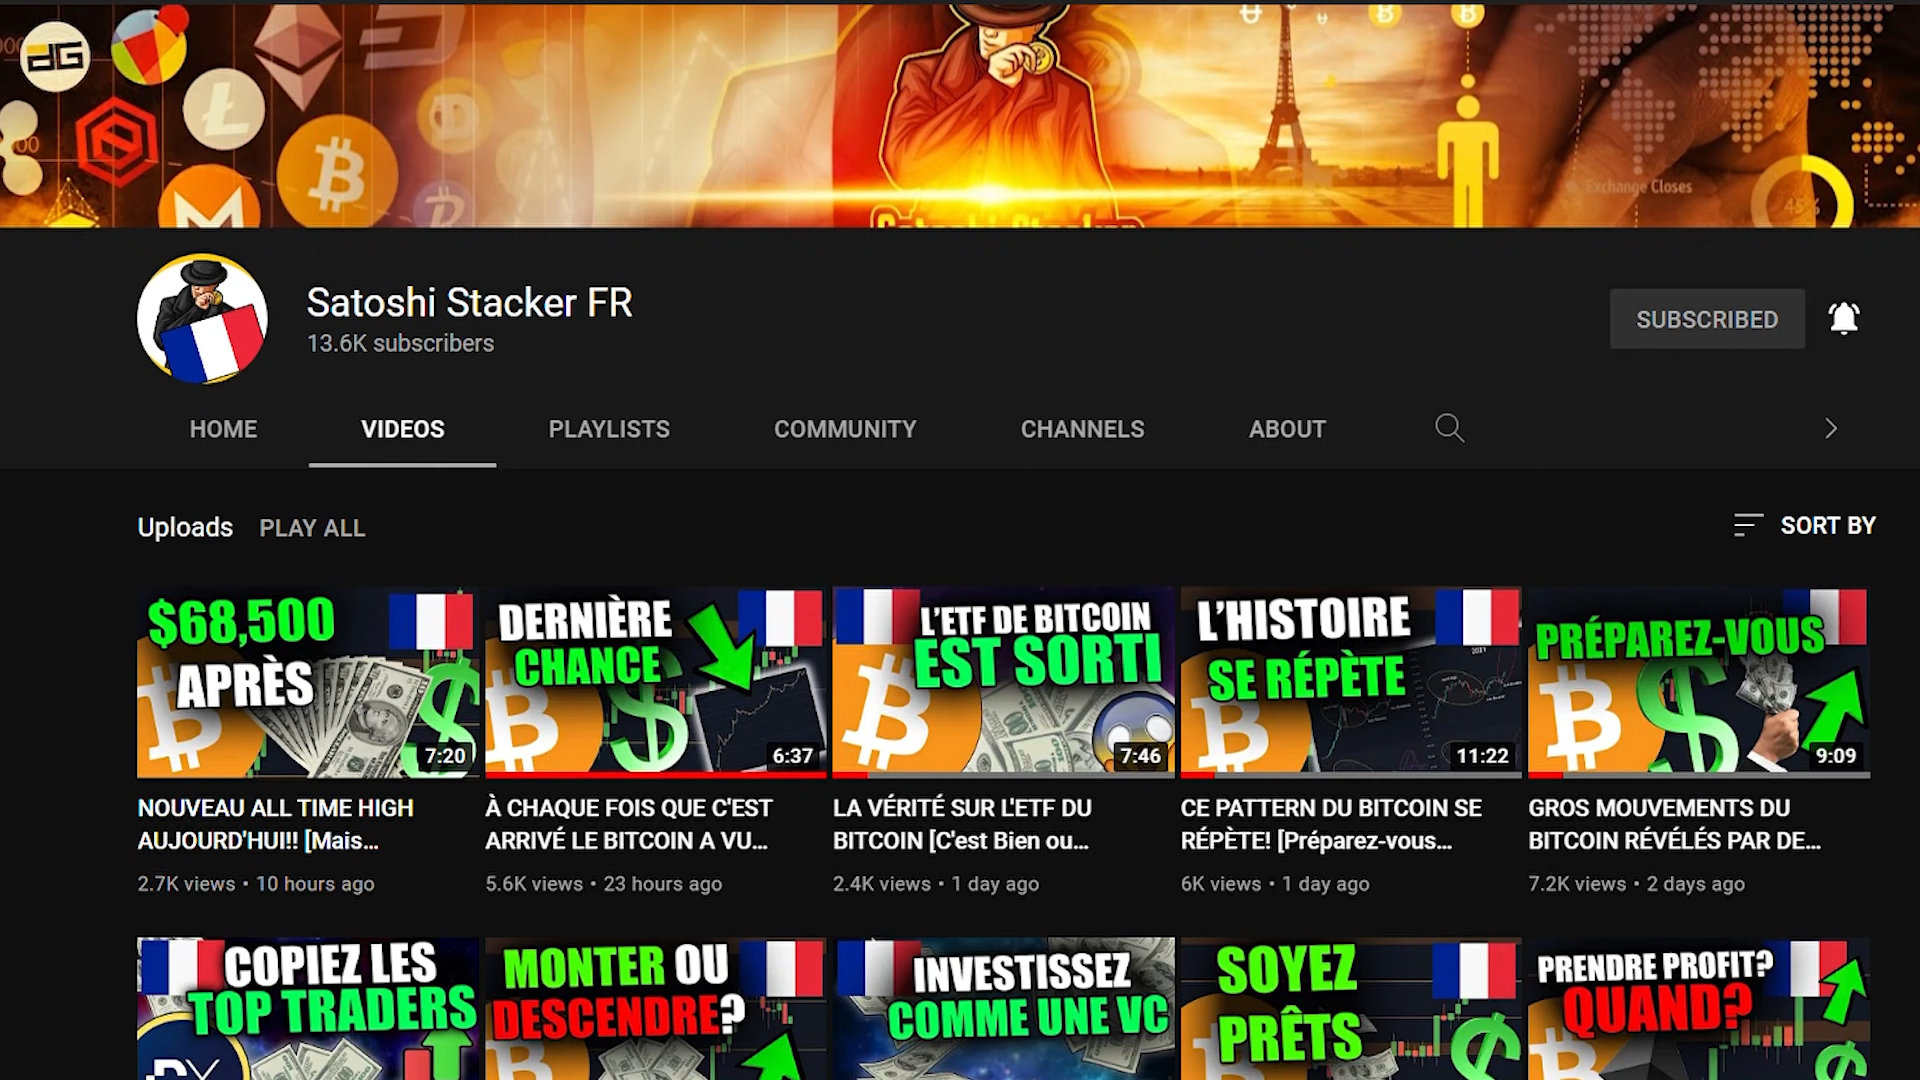 Exchange Closes
45%
Satoshi Stacker
Satoshi Stacker FR
13.6K subscribers
SUBSCRIBED
HOME
VIDEOS
PLAYLISTS
COMMUNITY
CHANNELS
ABOUT
Uploads
PLAY ALL
SORT BY
$68,500
APRÈS
7:20
DERNIÈRE
CHANCE
6:37
L'ETF DE BITCOIN
EST SORTI
7:46
L'HISTOIRE
SE RÉPÈTE
11:22
PRÉPAREZ-VOUS
9:09
NOUVEAU ALL TIME HIGH
AUJOURD'HUI!! [Mais...
2.7K views • 10 hours ago
À CHAQUE FOIS QUE C'EST
ARRIVÉ LE BITCOIN A VU...
5.6K views • 23 hours ago
LA VÉRITÉ SUR L'ETF DU
BITCOIN [C'est Bien ou...
2.4K views • 1 day ago
CE PATTERN DU BITCOIN SE
RÉPÈTE! [Préparez-vous...
6K views • 1 day ago
GROS MOUVEMENTS DU
BITCOIN RÉVÉLÉS PAR DE...
7.2K views • 2 days ago
COPIEZ LES
TOP TRADERS
MONTER OU
DESCENDRE?
INVESTISSEZ
COMME UNE VC
SOYEZ
PRÊTS
PRENDRE PROFIT?
QUAND?